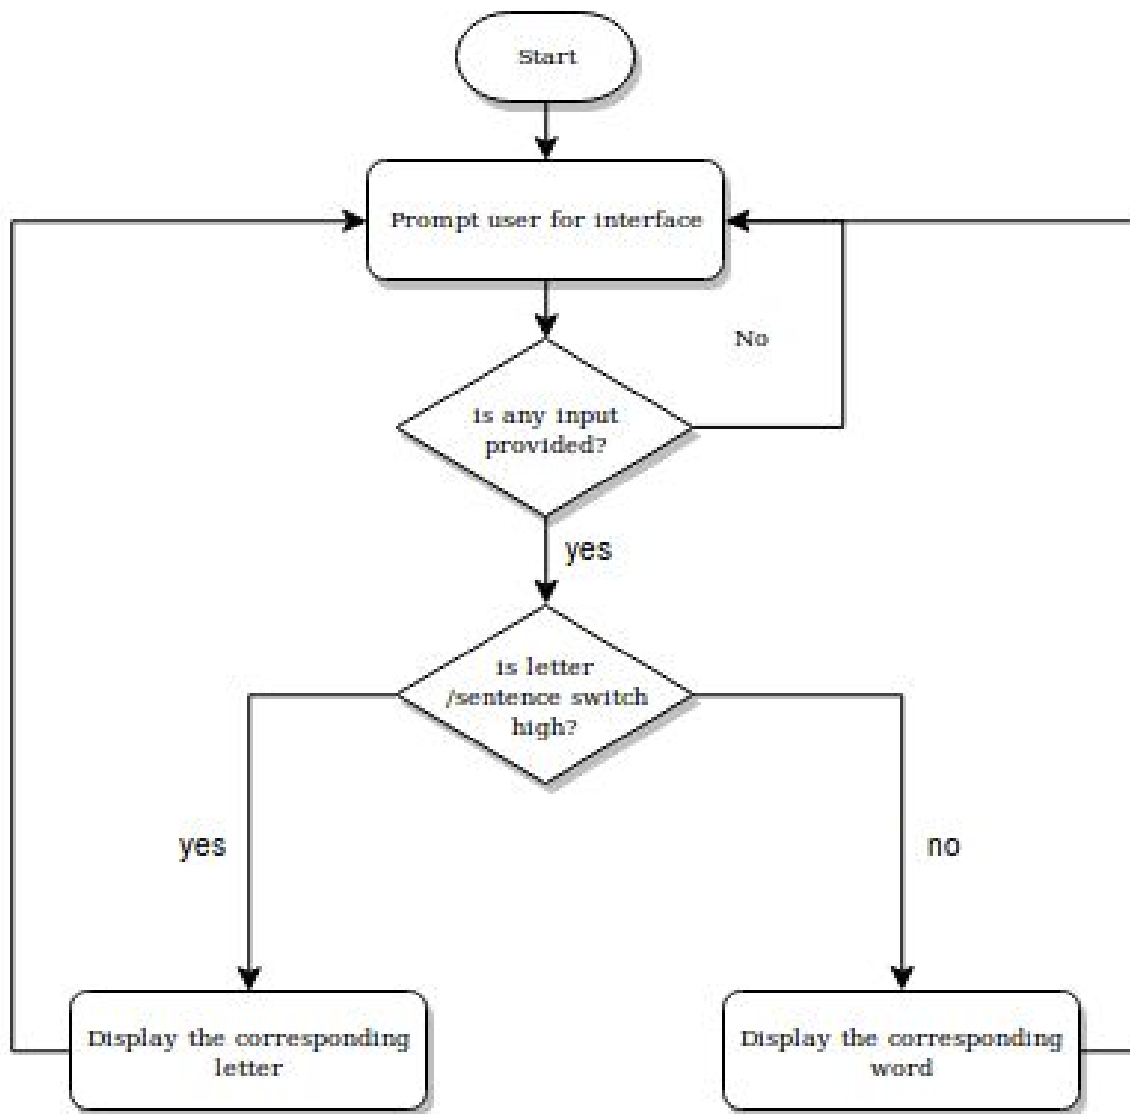 Start
Prompt user for interface
No
is any input
provided?
yes
is letter
/sentence switch
high?
yes
no
Display the corresponding
letter
Display the corresponding
word